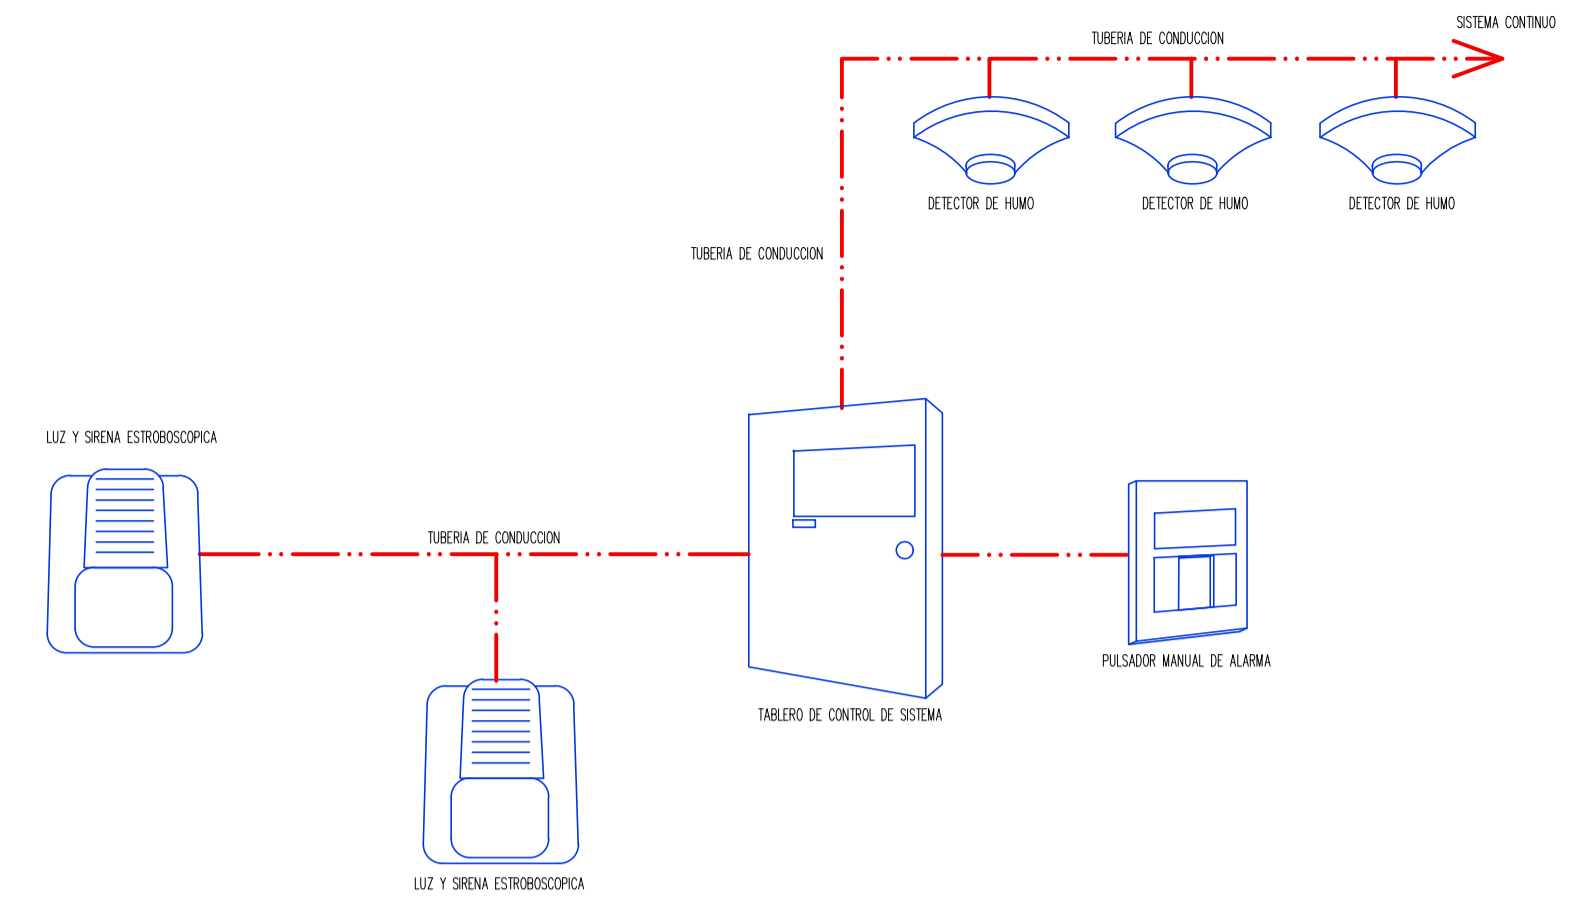 SISTEMA CONTINUO
TUBERIA DE CONDUCCION
DETECTOR DE HUMO
DETECTOR DE HUMO
DETECTOR DE HUMO
TUBERIA DE CONDUCCION
LUZ Y SIRENA ESTROBOSCOPICA
TUBERIA DE CONDUCCION
PULSADOR MANUAL DE ALARMA
TABLERO DE CONTROL DE SISTEMA
LUZ Y SIRENA ESTROBOSCOPICA